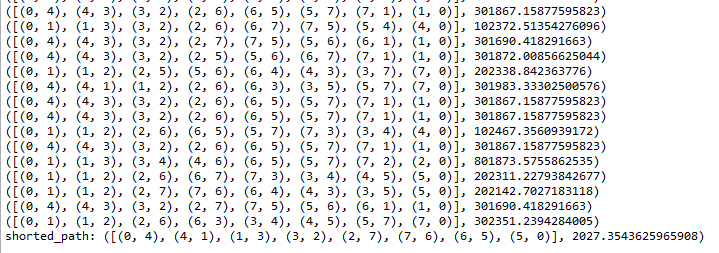 ([(0, 4), (4, 3), (3, 2), (2, 6), (6, 5), (5, 7), (7, 1), (1, 0)], 301867.15877595823)
([(0, 1), (1, 3), (3, 2), (2, 6), (6, 7), (7, 5), (5, 4), (4, 0)], 102372.51354276096)
([(0, 4), (4, 3), (3, 2), (2, 7), (7, 5), (5, 6), (6, 1), (1, 0)], 301690.418291663)
([(0, 4), (4, 3), (3, 2), (2, 5), (5, 6), (6, 7), (7, 1), (1, 0)], 301872.00856625044)
([(0, 1), (1, 2), (2, 5), (5, 6), (6, 4), (4, 3), (3, 7), (7, 0)], 202338.842363776)
([(0, 4), (4, 1), (1, 2), (2, 6), (6, 3), (3, 5), (5, 7), (7, 0)], 301983.33302500576)
([(0, 4), (4, 3), (3, 2), (2, 6), (6, 5), (5, 7), (7, 1), (1, 0)], 301867.15877595823)
([(0, 4), (4, 3), (3, 2), (2, 6), (6, 5), (5, 7), (7, 1), (1, 0)], 301867.15877595823)
([(0, 1), (1, 2), (2, 6), (6, 5), (5, 7), (7, 3), (3, 4), (4, 0)], 102467.3560939172)
([(0, 4), (4, 3), (3, 2), (2, 6), (6, 5), (5, 7), (7, 1), (1, 0)], 301867.15877595823)
([(0, 1), (1, 3), (3, 4), (4, 6), (6, 5), (5, 7), (7, 2), (2, 0)], 801873.5755862535)
([(0, 1), (1, 2), (2, 6), (6, 7), (7, 3), (3, 4), (4, 5), (5, 0)], 202311.22793842677)
([(0, 1), (1, 2), (2, 7), (7, 6), (6, 4), (4, 3), (3, 5), (5, 0)], 202142.7027183118)
([(0, 4), (4, 3), (3, 2), (2, 7), (7, 5), (5, 6), (6, 1), (1, 0)], 301690.418291663)
([(0, 1), (1, 2), (2, 6), (6, 3), (3, 4), (4, 5), (5, 7), (7, 0)], 302351.2394284005)
shorted_path: ([(0, 4), (4, 1), (1, 3), (3, 2), (2, 7), (7, 6), (6, 5), (5, 0)], 2027.3543625965908)